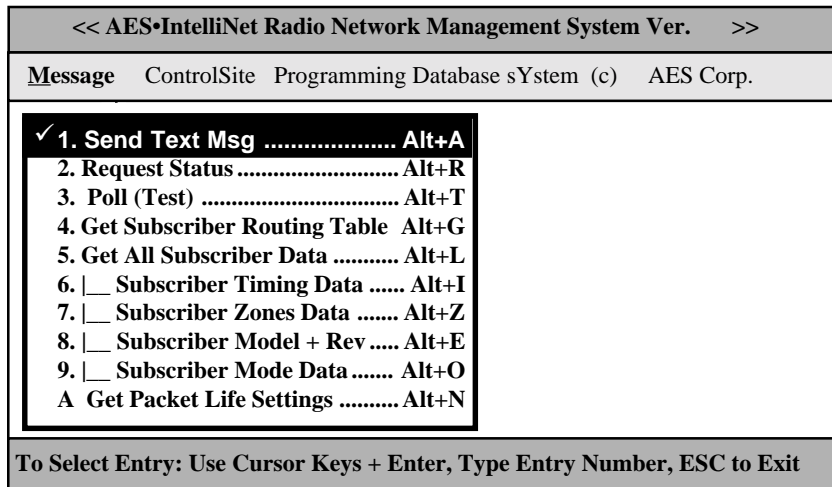 << AES•IntelliNet Radio Network Management System Ver. >>
Message ControlSite Programming Database sYstem (c) AES Corp.
✓ 1. Send Text Msg .................... Alt+A
2. Request Status ............................ Alt+R
3. Poll (Test) .................................. Alt+T
4. Get Subscriber Routing Table Alt+G
5. Get All Subscriber Data ........... Alt+L
6. |__ Subscriber Timing Data ...... Alt+I
7. |__ Subscriber Zones Data ....... Alt+Z
8. |__ Subscriber Model + Rev ..... Alt+E
9. |__ Subscriber Mode Data ....... Alt+O
A Get Packet Life Settings .......... Alt+N
To Select Entry: Use Cursor Keys + Enter, Type Entry Number, ESC to Exit